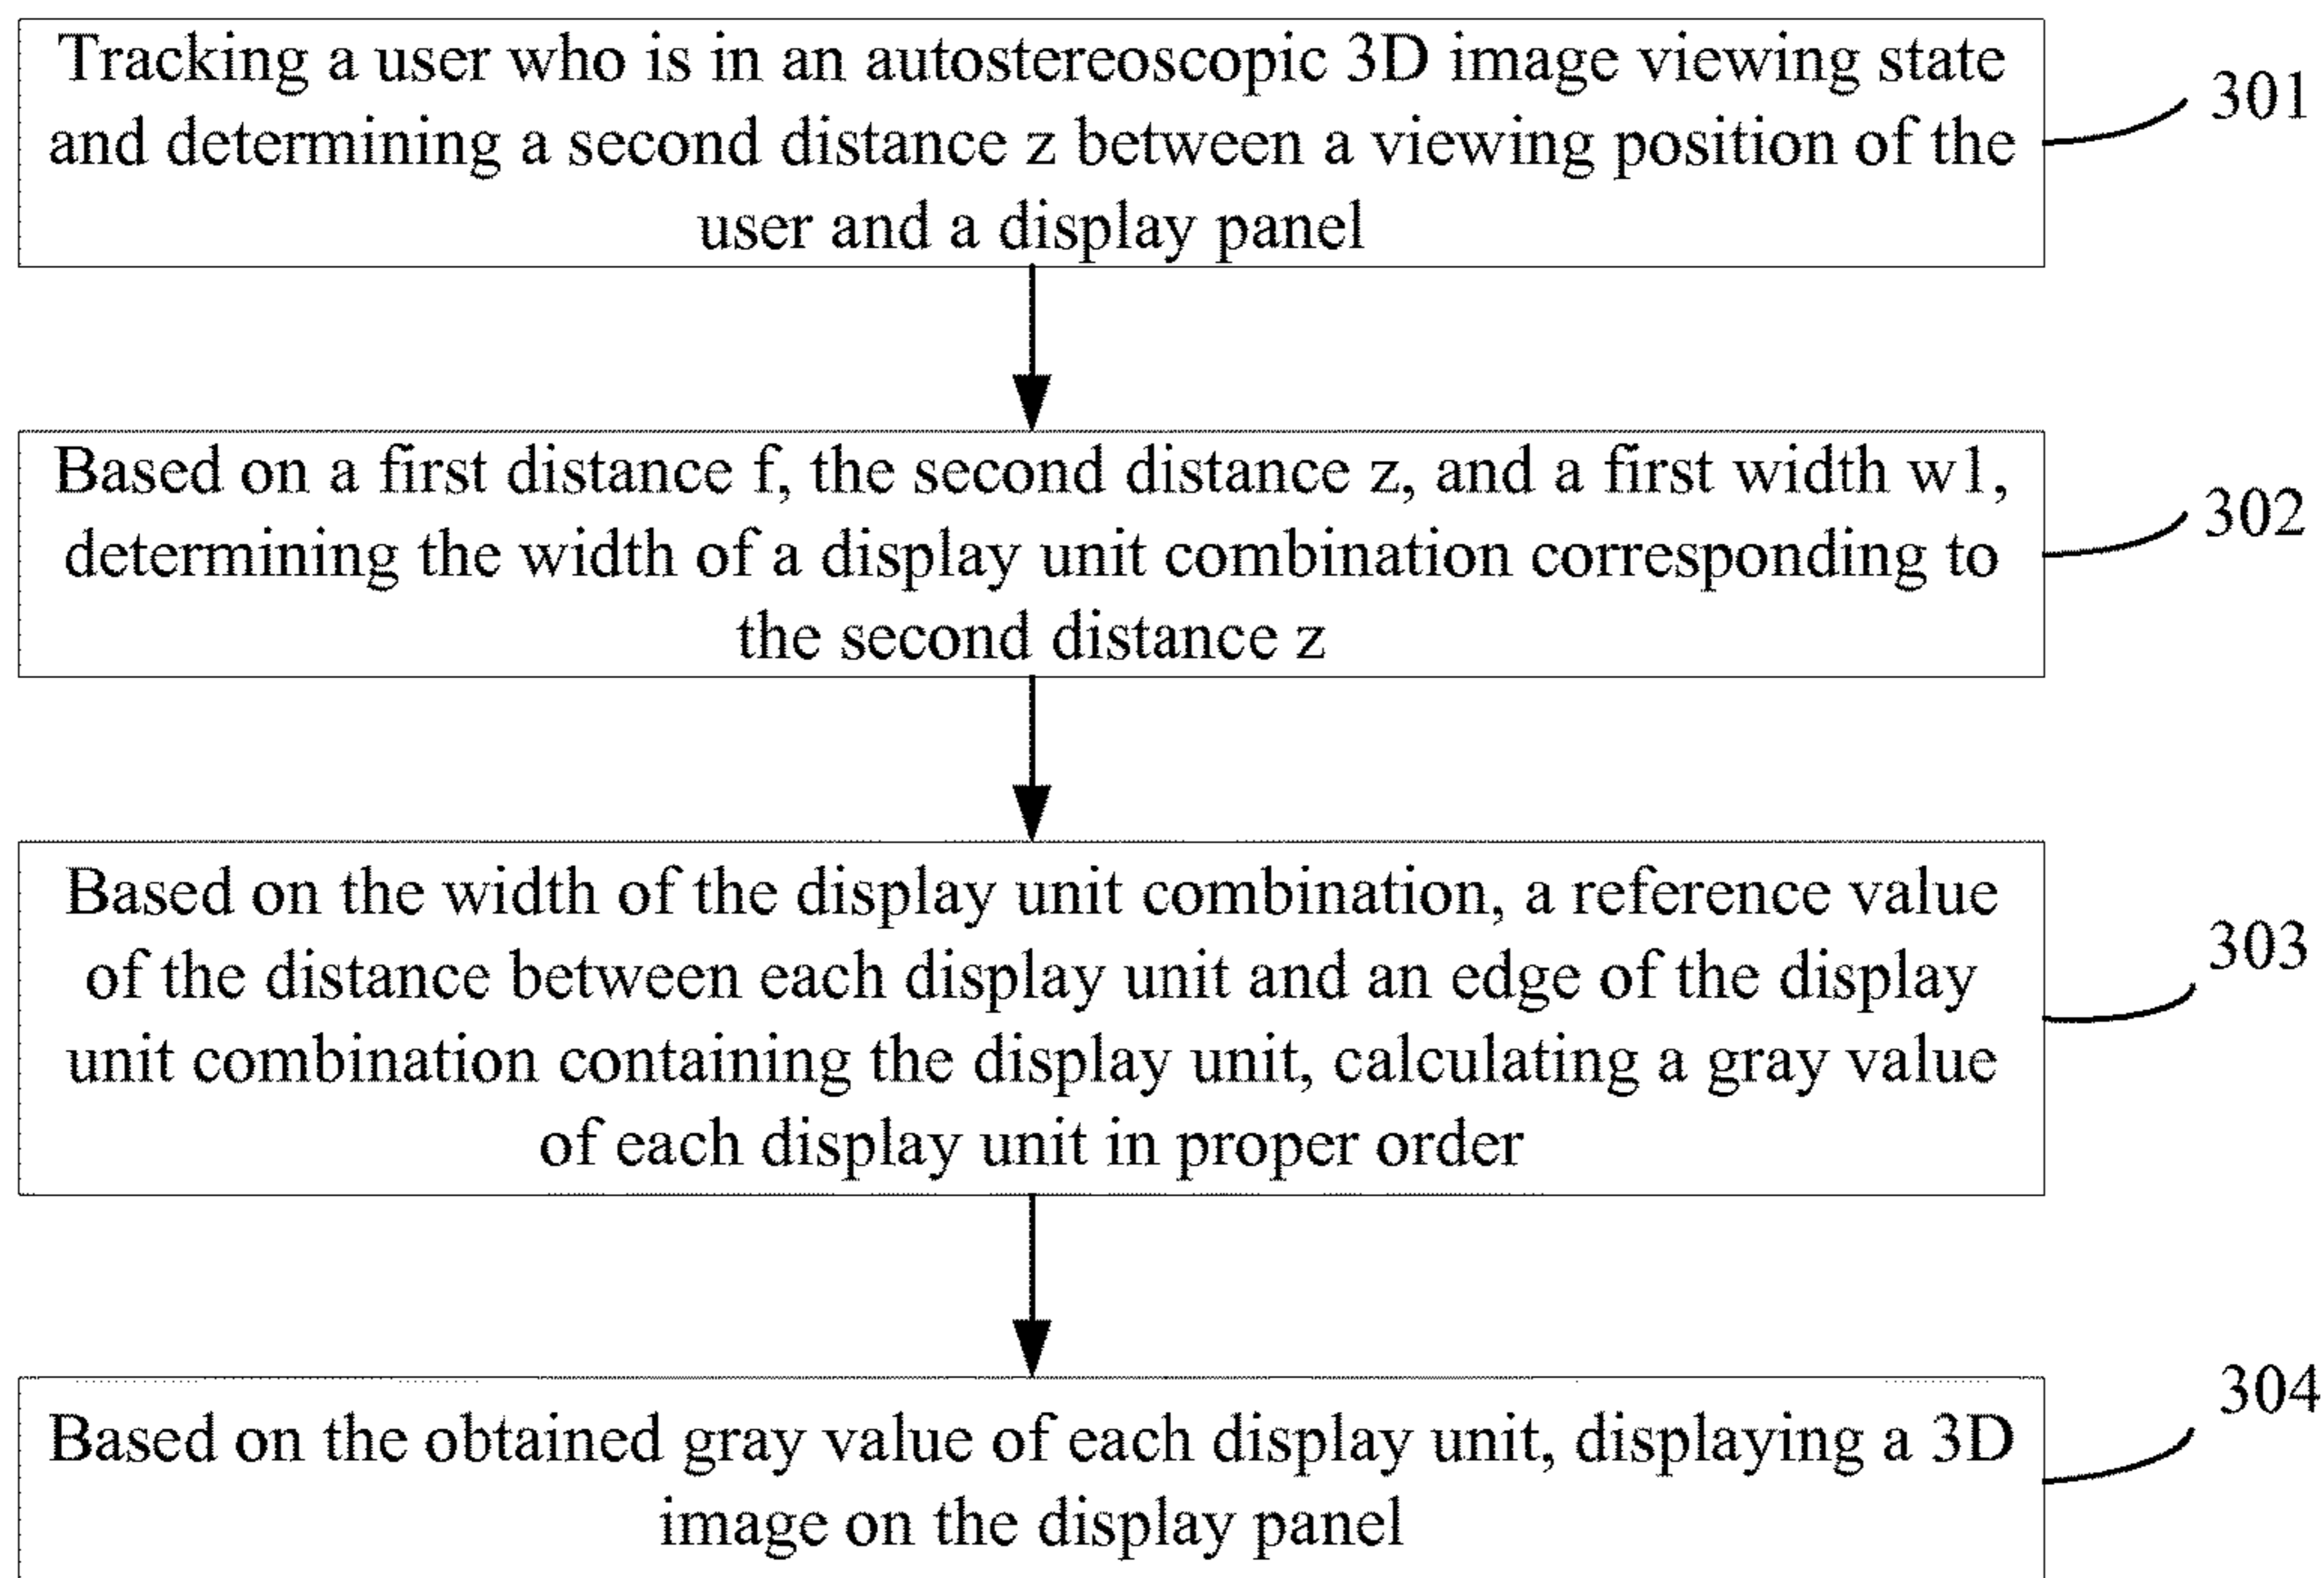 Tracking a user who is in an autostereoscopic 3D image viewing state
and determining a second distance z between a viewing position of the
user and a display panel
301
Based on a first distance f, the second distance z, and a first width w1,
determining the width of a display unit combination corresponding to
the second distance z
302
Based on the width of the display unit combination, a reference value
of the distance between each display unit and an edge of the display
unit combination containing the display unit, calculating a gray value
of each display unit in proper order
303
Based on the obtained gray value of each display unit, displaying a 3D
image on the display panel
304